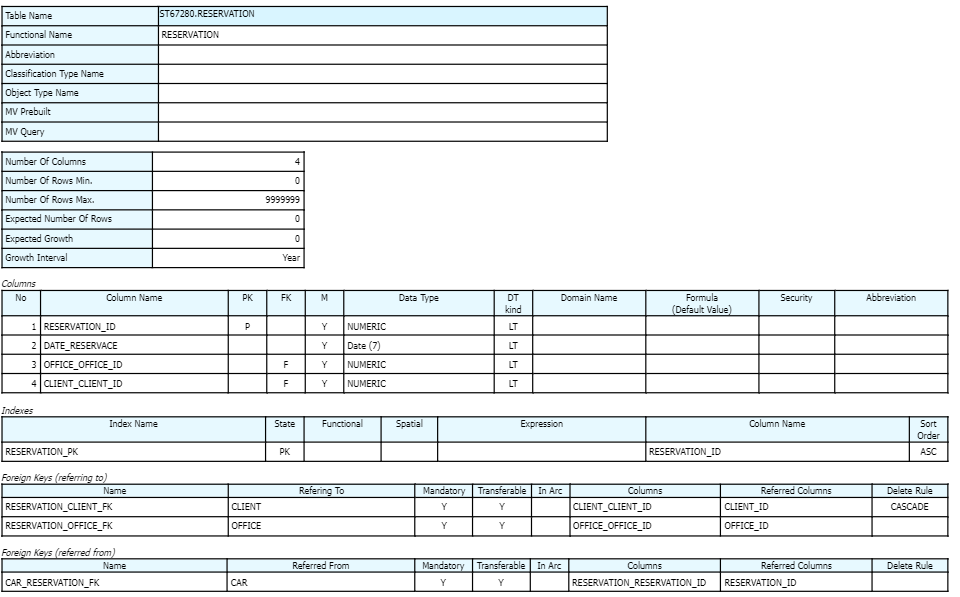 Table Name ST67280.RESERVATION
Functional Name RESERVATION
Abbreviation
Classification Type Name
Object Type Name
MV Prebuilt
MV Query
Number Of Columns 4
Number Of Rows Min. 0
Number Of Rows Max. 9999999
Expected Number Of Rows 0
Expected Growth 0
Growth Interval Year
Columns
No Column Name PK FK M Data Type DT kind Domain Name Formula (Default Value) Security Abbreviation
1 RESERVATION_ID P Y NUMERIC LT
2 DATE_RESERVACE Y Date (7) LT
3 OFFICE_OFFICE_ID F Y NUMERIC LT
4 CLIENT_CLIENT_ID F Y NUMERIC LT
Indexes
Index Name State Functional Spatial Expression Column Name Sort Order
RESERVATION_PK PK RESERVATION_ID ASC
Foreign Keys (referring to)
Name Refering To Mandatory Transferable In Arc Columns Referred Columns Delete Rule
RESERVATION_CLIENT_FK CLIENT Y Y CLIENT_CLIENT_ID CLIENT_ID CASCADE
RESERVATION_OFFICE_FK OFFICE Y Y OFFICE_OFFICE_ID OFFICE_ID
Foreign Keys (referred from)
Name Referred From Mandatory Transferable In Arc Columns Referred Columns Delete Rule
CAR_RESERVATION_FK CAR Y Y RESERVATION_RESERVATION_ID RESERVATION_ID